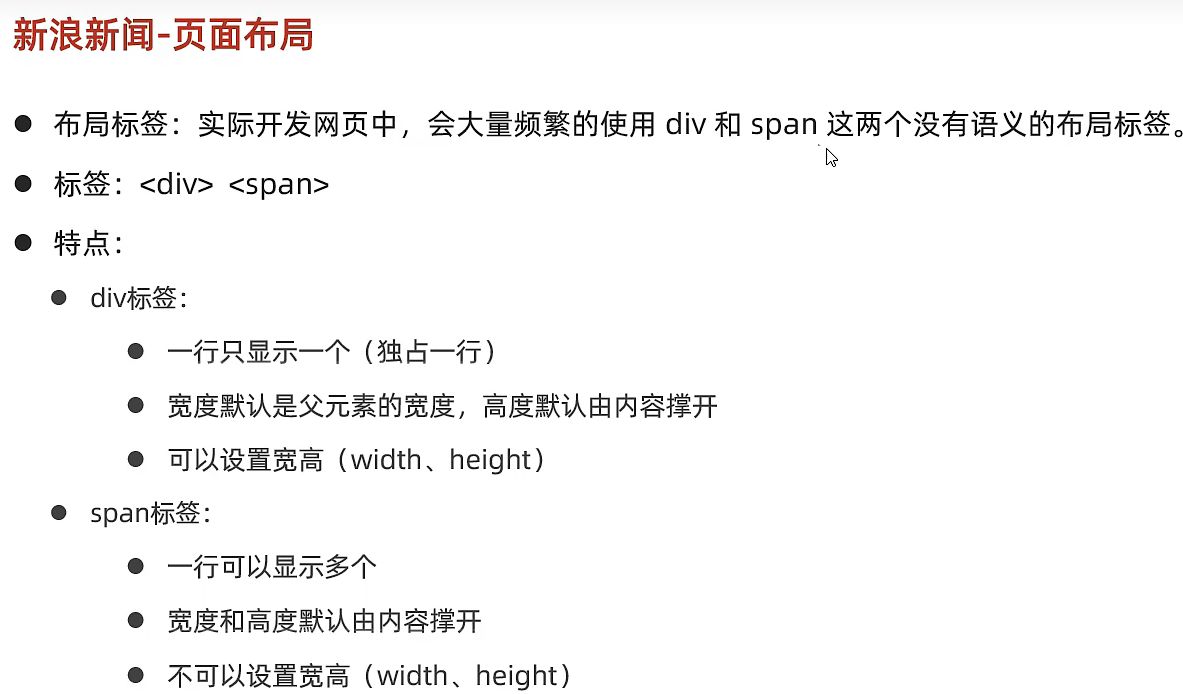 新浪新闻-页面布局
布局标签：实际开发网页中，会大量频繁的使用 div 和 span 这两个没有语义的布局标签。
标签：<div> <span>
特点：
div标签：
一行只显示一个（独占一行）
宽度默认是父元素的宽度，高度默认由内容撑开
可以设置宽高（width、height）
span标签：
一行可以显示多个
宽度和高度默认由内容撑开
不可以设置宽高（width、height）